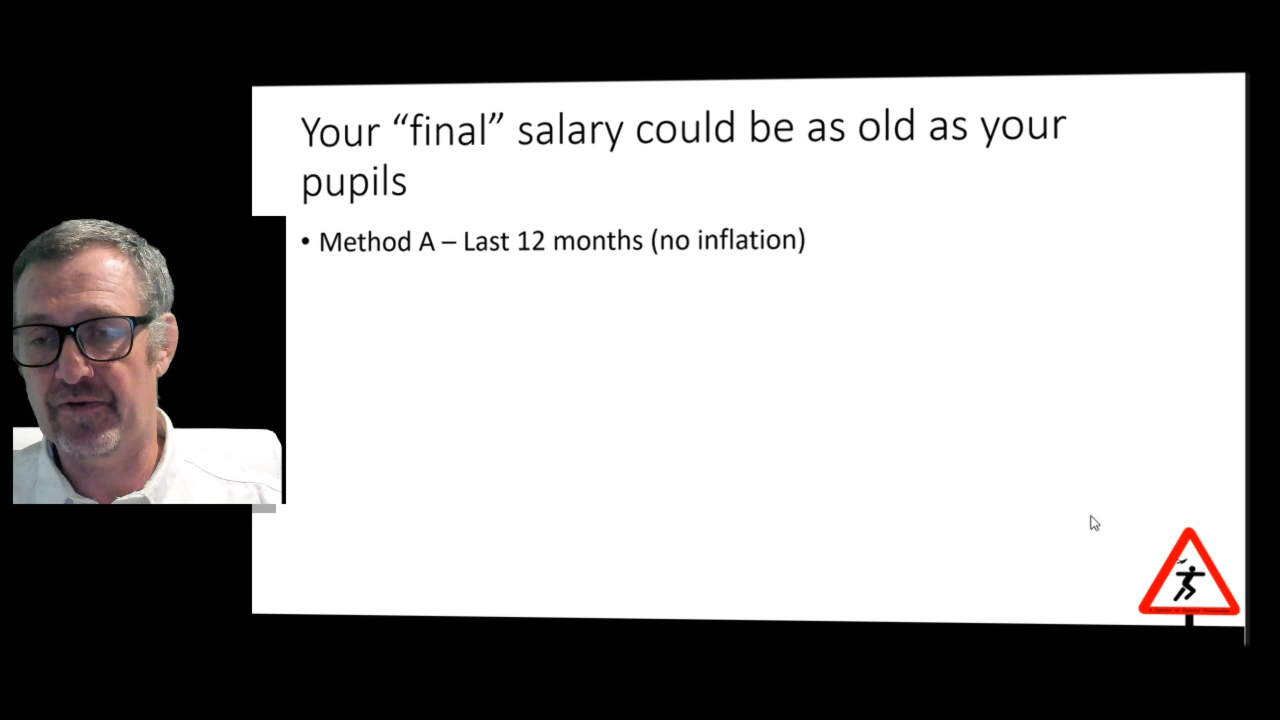 Your “final” salary could be as old as your
pupils
• Method A – Last 12 months (no inflation)